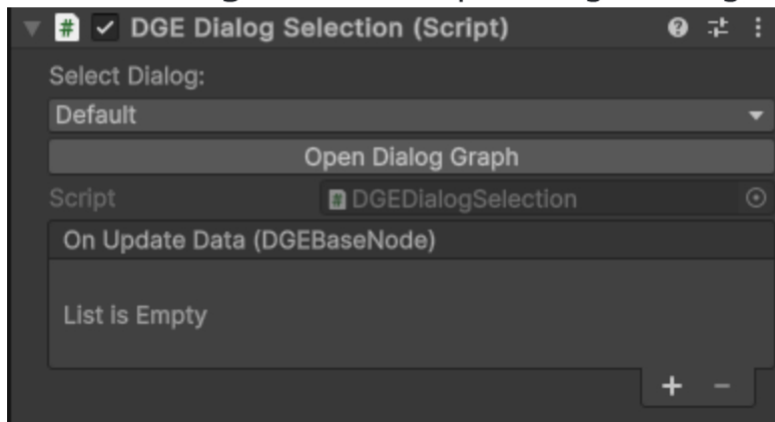 DGE Dialog Selection (Script)
Select Dialog:
Default
Open Dialog Graph
Script DGEDialogSelection
On Update Data (DGEBaseNode)
List is Empty